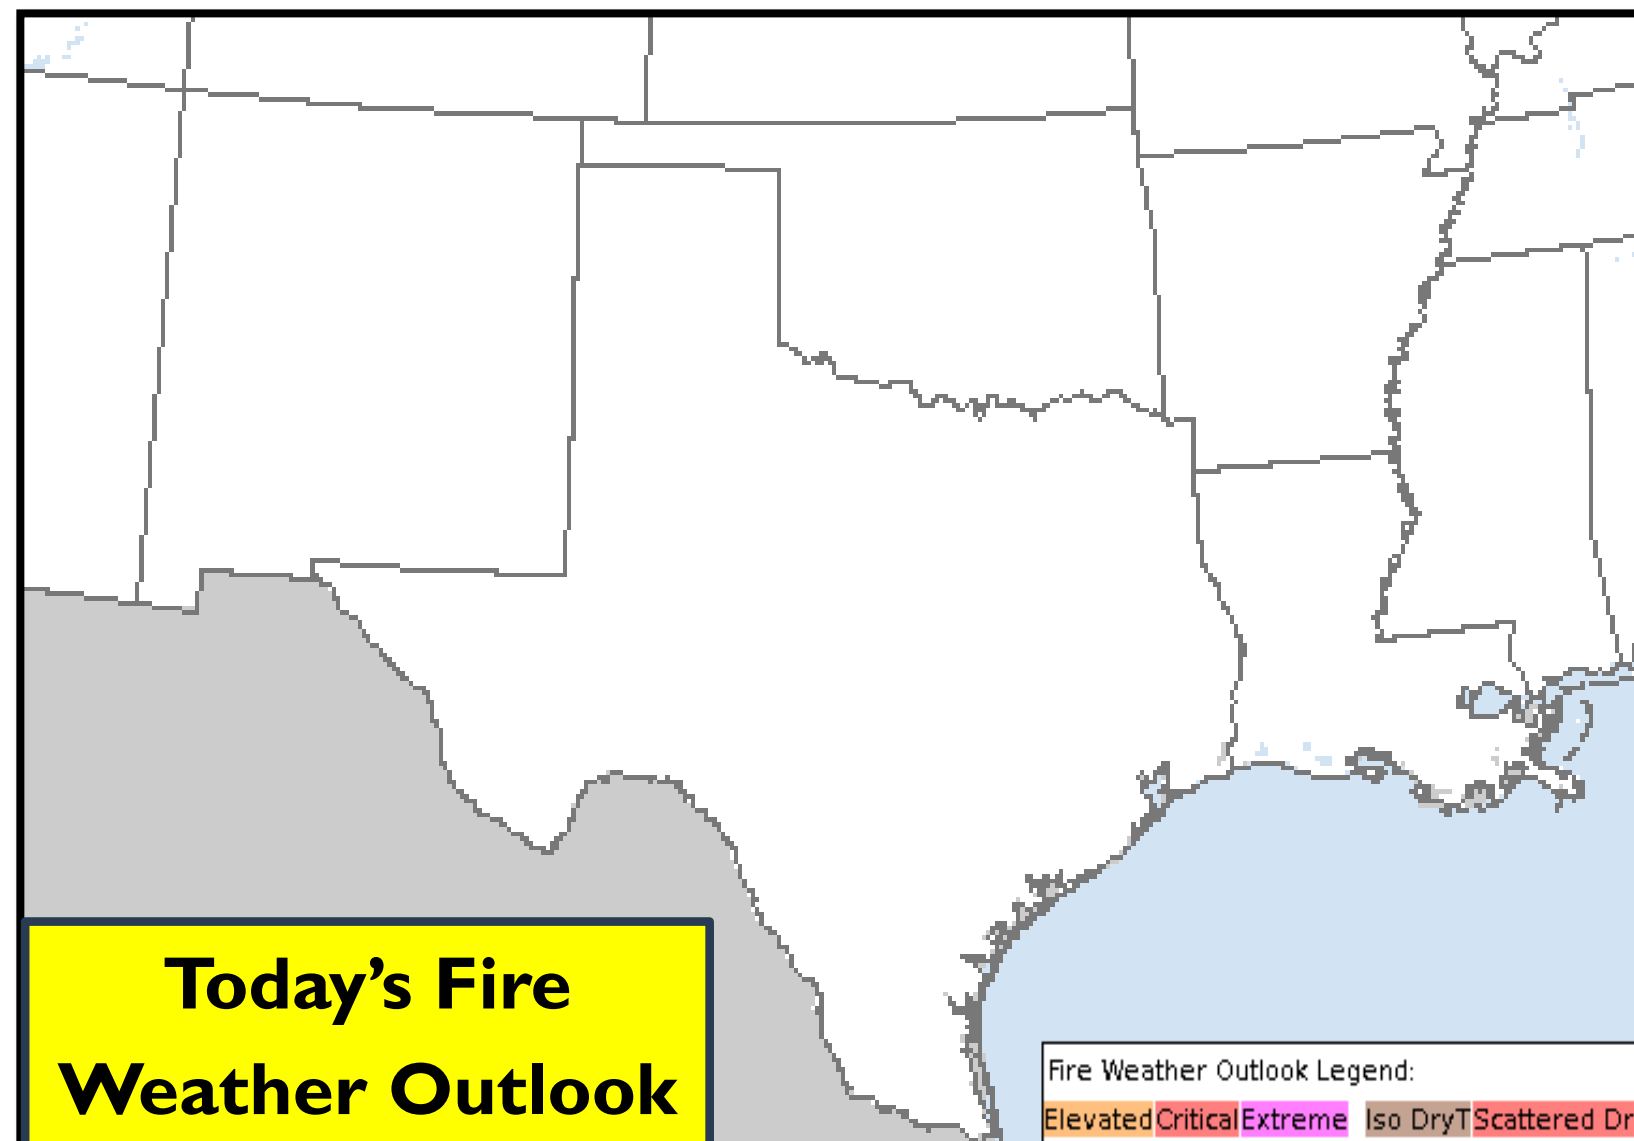 Today's Fire
Weather Outlook
Fire Weather Outlook Legend:
Elevated Critical Extreme Iso DryT Scattered Dr